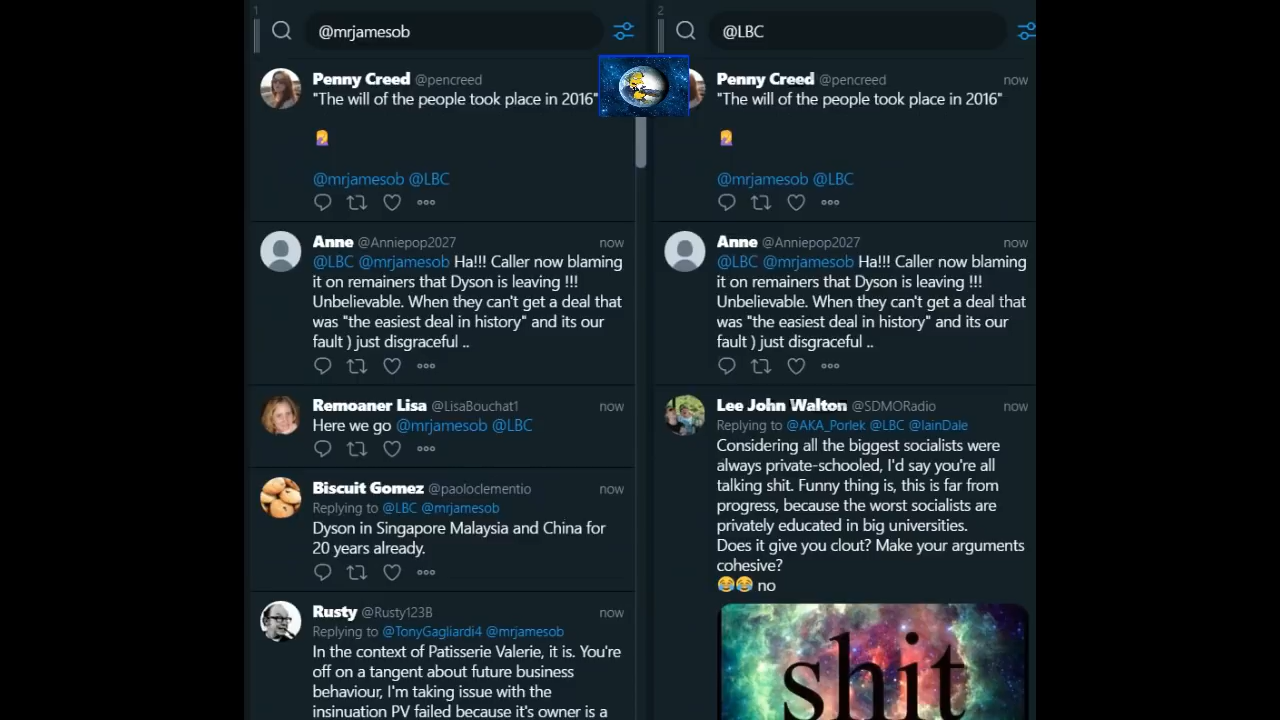 1
@mrjamesob
Penny Creed @pencreed
"The will of the people took place in 2016"
@mrjamesob @LBC
Anne @Anniepop2027 now
@LBC @mrjamesob Ha!!! Caller now blaming
it on remainers that Dyson is leaving !!!
Unbelievable. When they can't get a deal that
was "the easiest deal in history" and its our
fault ) just disgraceful ..
Remoaner Lisa @LisaBouchat1 now
Here we go @mrjamesob @LBC
Biscuit Gomez @paoloclementio now
Replying to @LBC @mrjamesob
Dyson in Singapore Malaysia and China for
20 years already.
Rusty @Rusty123B now
Replying to @TonyGagliardi4 @mrjamesob
In the context of Patisserie Valerie, it is. You're
off on a tangent about future business
behaviour, I'm taking issue with the
insinuation PV failed because it's owner is a
2
@LBC
Penny Creed @pencreed now
"The will of the people took place in 2016"
@mrjamesob @LBC
Anne @Anniepop2027 now
@LBC @mrjamesob Ha!!! Caller now blaming
it on remainers that Dyson is leaving !!!
Unbelievable. When they can't get a deal that
was "the easiest deal in history" and its our
fault ) just disgraceful ..
Lee John Walton @SDMORadio now
Replying to @AKA_Porlek @LBC @IainDale
Considering all the biggest socialists were
always private-schooled, I'd say you're all
talking shit. Funny thing is, this is far from
progress, because the worst socialists are
privately educated in big universities.
Does it give you clout? Make your arguments
cohesive?
😂😂 no
shit